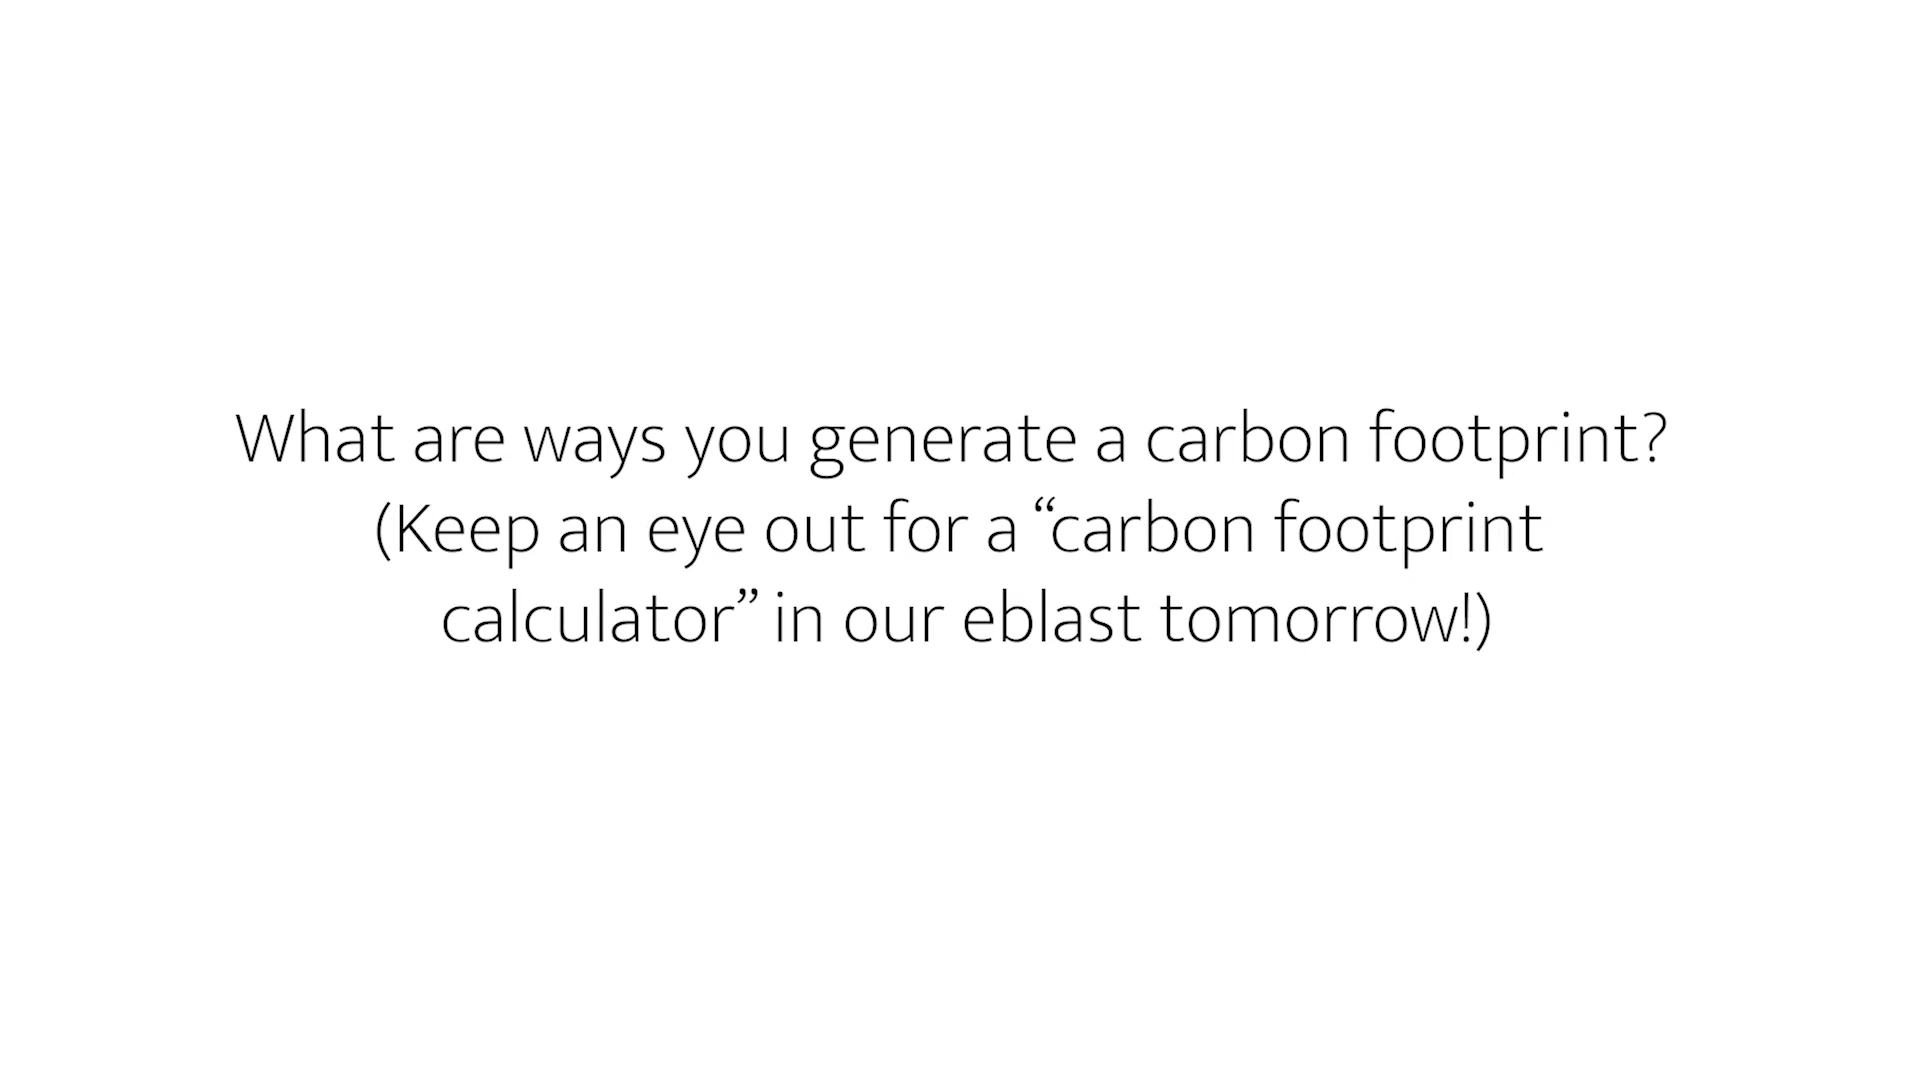 What are ways you generate a carbon footprint?
(Keep an eye out for a “carbon footprint
calculator” in our eblast tomorrow!)